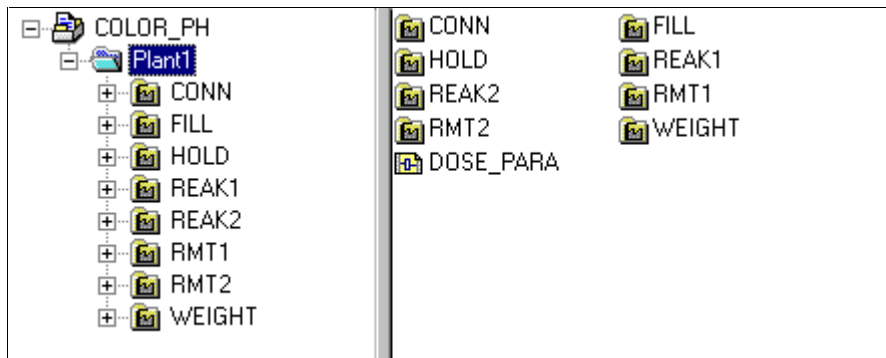 COLOR_PH
Plant1
CONN
FILL
HOLD
REAK1
REAK2
RMT1
RMT2
WEIGHT
CONN FILL
HOLD REAK1
REAK2 RMT1
RMT2 WEIGHT
DOSE_PARA